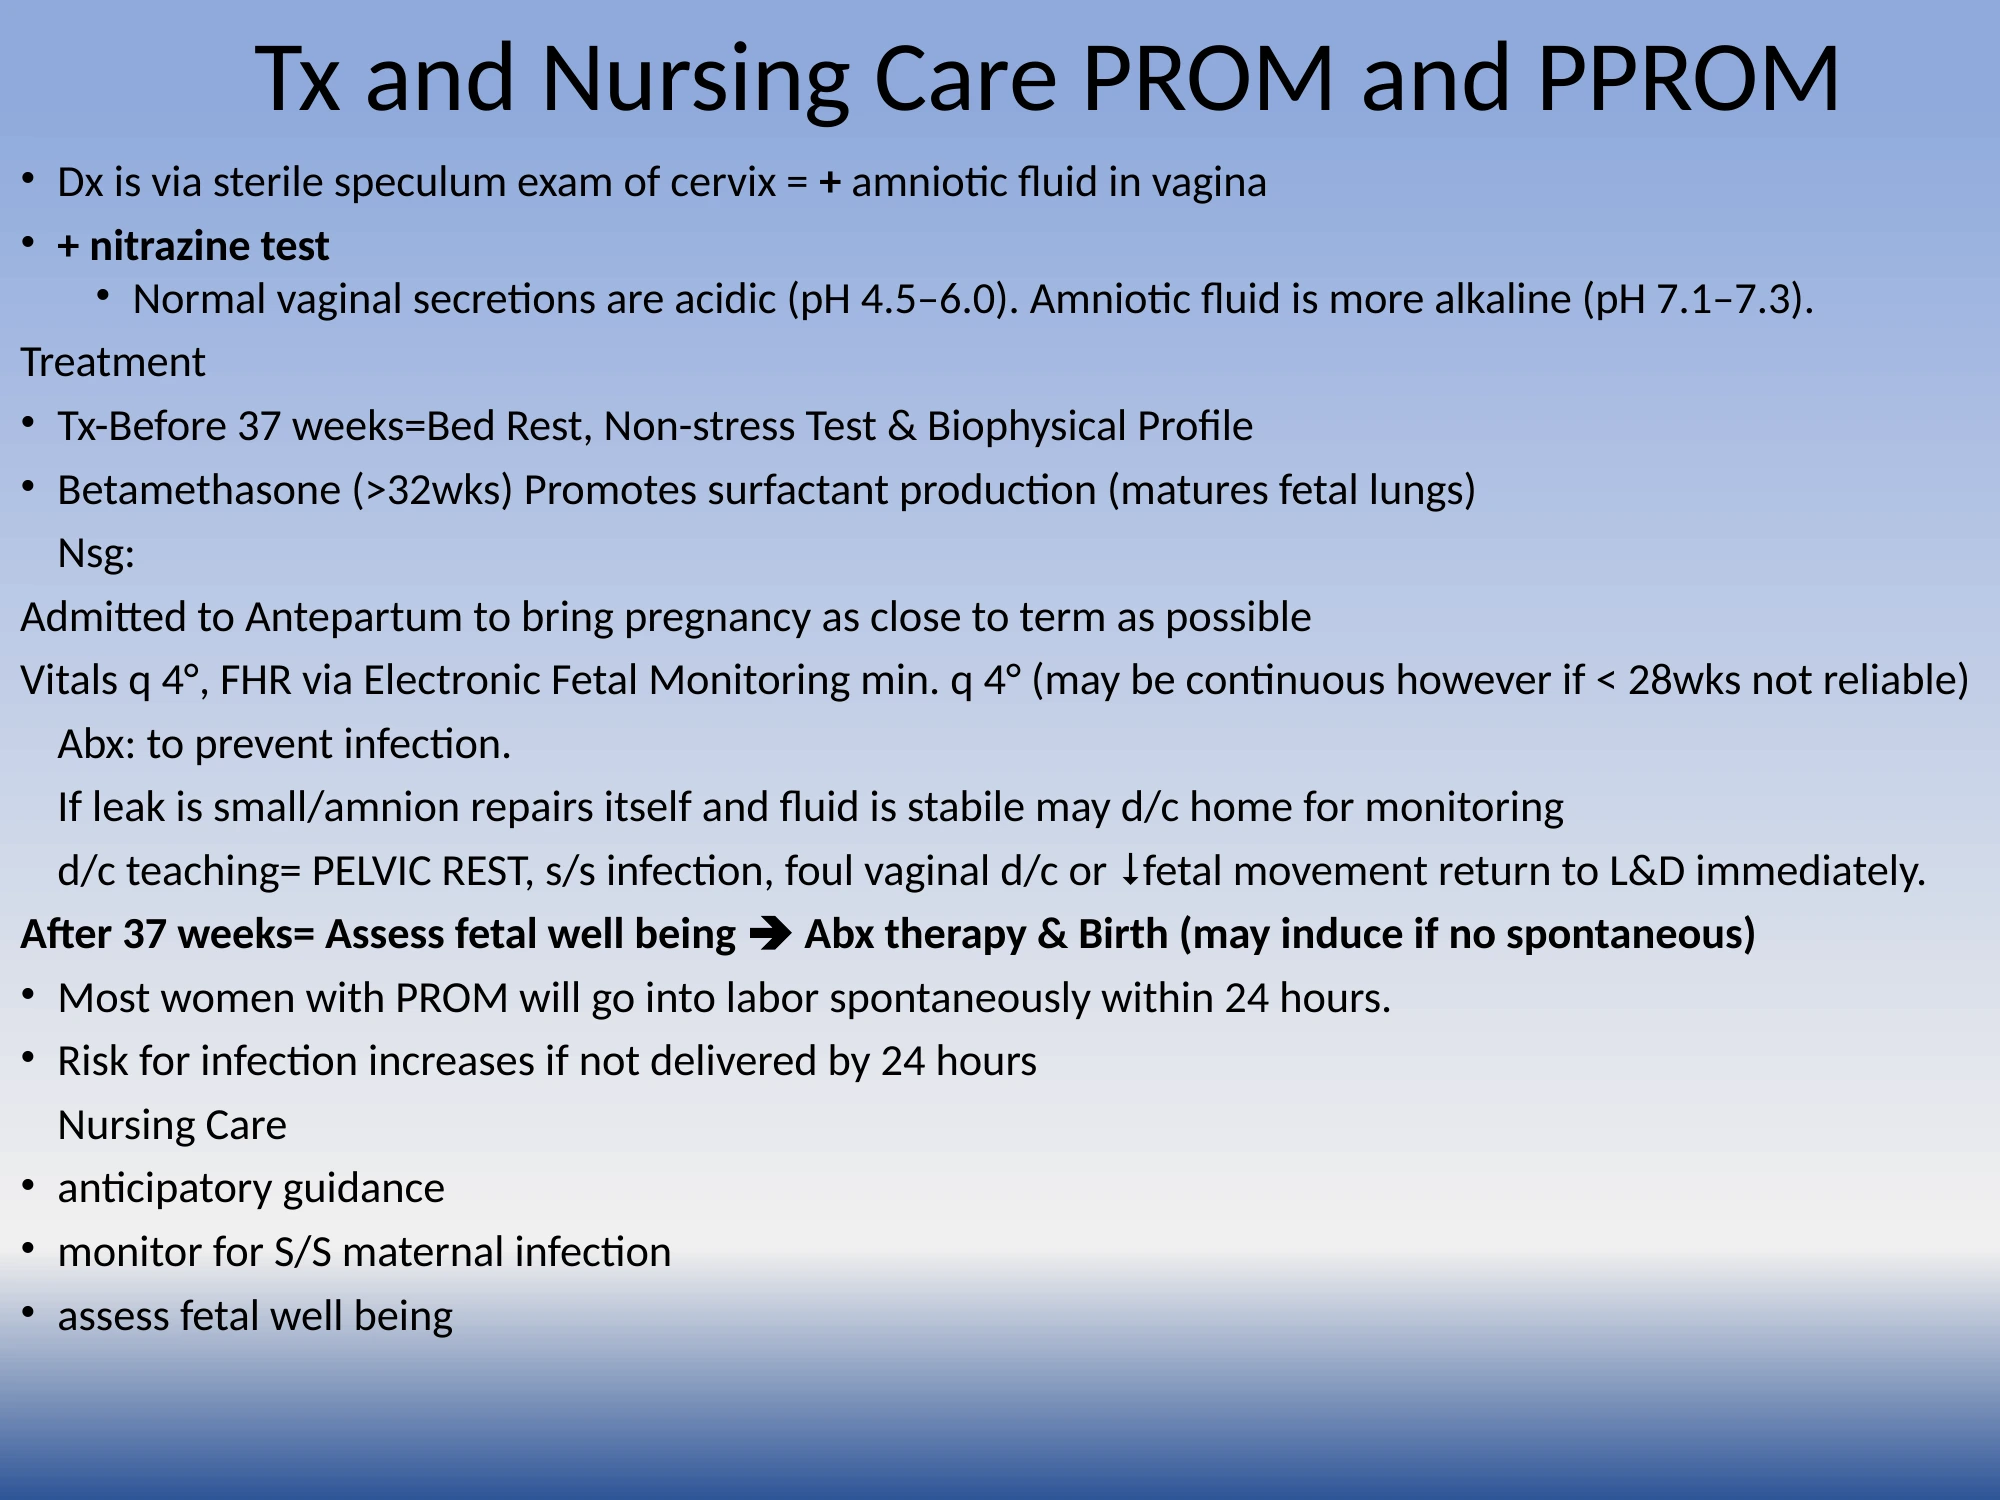 Tx and Nursing Care PROM and PPROM
• Dx is via sterile speculum exam of cervix = + amniotic fluid in vagina
• + nitrazine test
• Normal vaginal secretions are acidic (pH 4.5–6.0). Amniotic fluid is more alkaline (pH 7.1–7.3).
Treatment
• Tx-Before 37 weeks=Bed Rest, Non-stress Test & Biophysical Profile
• Betamethasone (>32wks) Promotes surfactant production (matures fetal lungs)
Nsg:
Admitted to Antepartum to bring pregnancy as close to term as possible
Vitals q 4°, FHR via Electronic Fetal Monitoring min. q 4° (may be continuous however if < 28wks not reliable)
Abx: to prevent infection.
If leak is small/amnion repairs itself and fluid is stabile may d/c home for monitoring
d/c teaching= PELVIC REST, s/s infection, foul vaginal d/c or ↓fetal movement return to L&D immediately.
After 37 weeks= Assess fetal well being 🡺 Abx therapy & Birth (may induce if no spontaneous)
• Most women with PROM will go into labor spontaneously within 24 hours.
• Risk for infection increases if not delivered by 24 hours
Nursing Care
• anticipatory guidance
• monitor for S/S maternal infection
• assess fetal well being